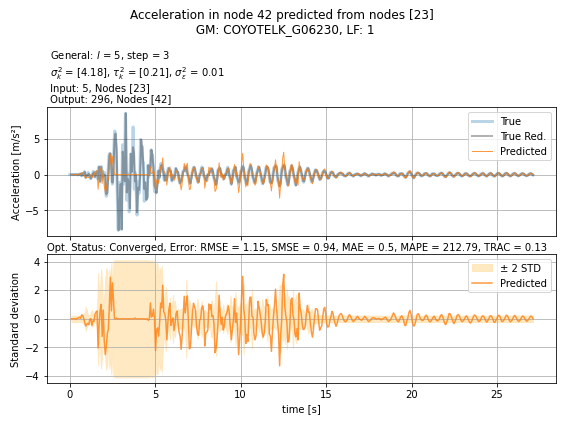 Acceleration in node 42 predicted from nodes [23]
GM: COYOTELK_G06230, LF: 1
General: l = 5, step = 3
σ²ₖ = [4.18], τ²ₖ = [0.21], σ²ε = 0.01
Input: 5, Nodes [23]
Output: 296, Nodes [42]
Acceleration [m/s²]
5
0
−5
True
True Red.
Predicted
Opt. Status: Converged, Error: RMSE = 1.15, SMSE = 0.94, MAE = 0.5, MAPE = 212.79, TRAC = 0.13
Standard deviation
4
2
0
−2
−4
± 2 STD
Predicted
0 5 10 15 20 25
time [s]